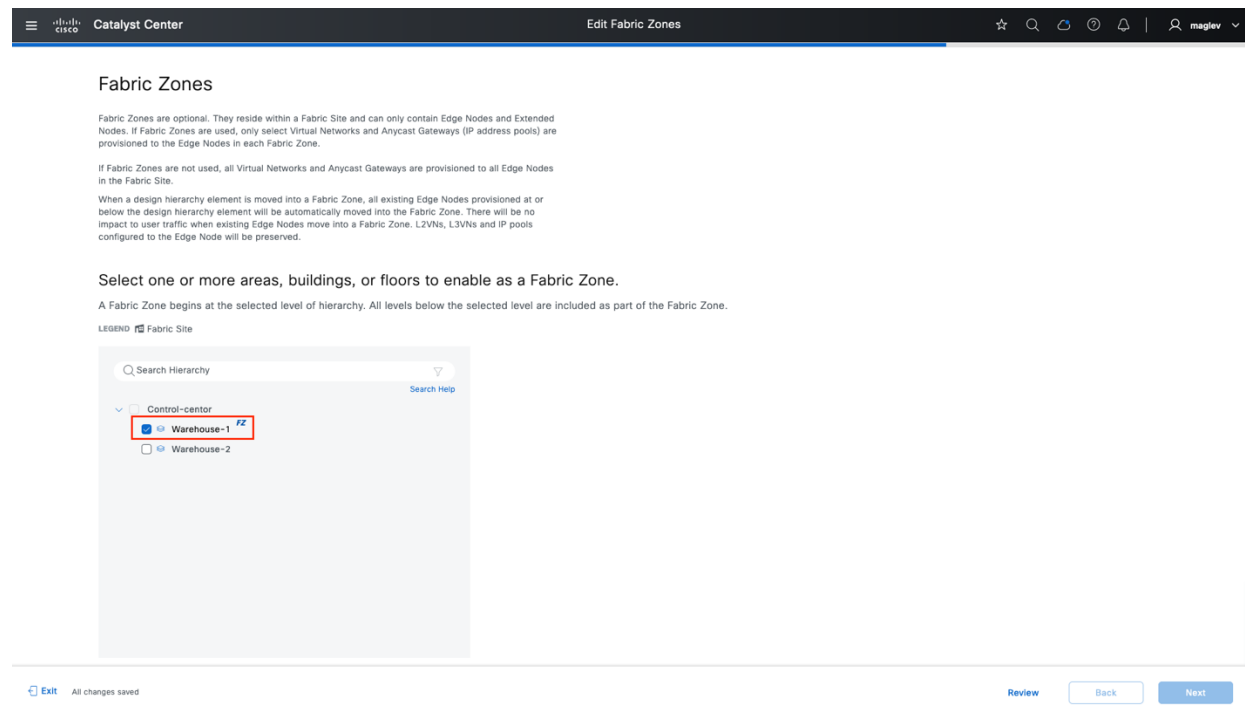 cisco Catalyst Center
Edit Fabric Zones
maglev
Fabric Zones
Fabric Zones are optional. They reside within a Fabric Site and can only contain Edge Nodes and Extended
Nodes. If Fabric Zones are used, only select Virtual Networks and Anycast Gateways (IP address pools) are
provisioned to the Edge Nodes in each Fabric Zone.
If Fabric Zones are not used, all Virtual Networks and Anycast Gateways are provisioned to all Edge Nodes
in the Fabric Site.
When a design hierarchy element is moved into a Fabric Zone, all existing Edge Nodes provisioned at or
below the design hierarchy element will be automatically moved into the Fabric Zone. There will be no
impact to user traffic when existing Edge Nodes move into a Fabric Zone. L2VNs, L3VNs and IP pools
configured to the Edge Node will be preserved.
Select one or more areas, buildings, or floors to enable as a Fabric Zone.
A Fabric Zone begins at the selected level of hierarchy. All levels below the selected level are included as part of the Fabric Zone.
LEGEND Fabric Site
Search Hierarchy
Search Help
Control-centor
Warehouse-1 FZ
Warehouse-2
Exit All changes saved
Review Back Next